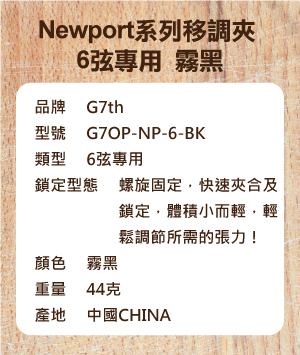 Newport系列移調夾
6弦專用 霧黑
品牌 G7th
型號 G7OP-NP-6-BK
類型 6弦專用
鎖定型態 螺旋固定，快速夾合及
鎖定，體積小而輕，輕
鬆調節所需的張力！
顏色 霧黑
重量 44克
產地 中國CHINA